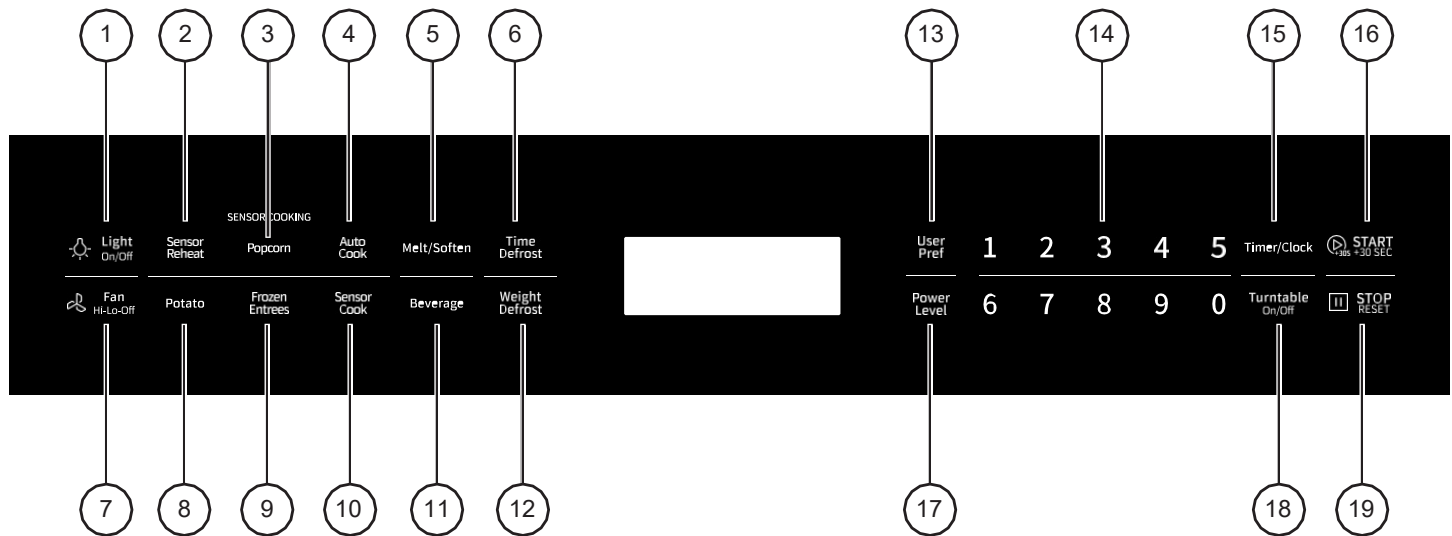 1 2 3 4 5 6 13 14 15 16
SENSOR COOKING
Light
On/Off
Sensor
Reheat
Popcorn
Auto
Cook
Melt/Soften
Time
Defrost
User
Pref
1 2 3 4 5
Timer/Clock
+30S
START
+30 SEC
Fan
Hi-Lo-Off
Potato
Frozen
Entrees
Sensor
Cook
Beverage
Weight
Defrost
Power
Level
6 7 8 9 0
Turntable
On/Off
STOP
RESET
7 8 9 10 11 12 17 18 19